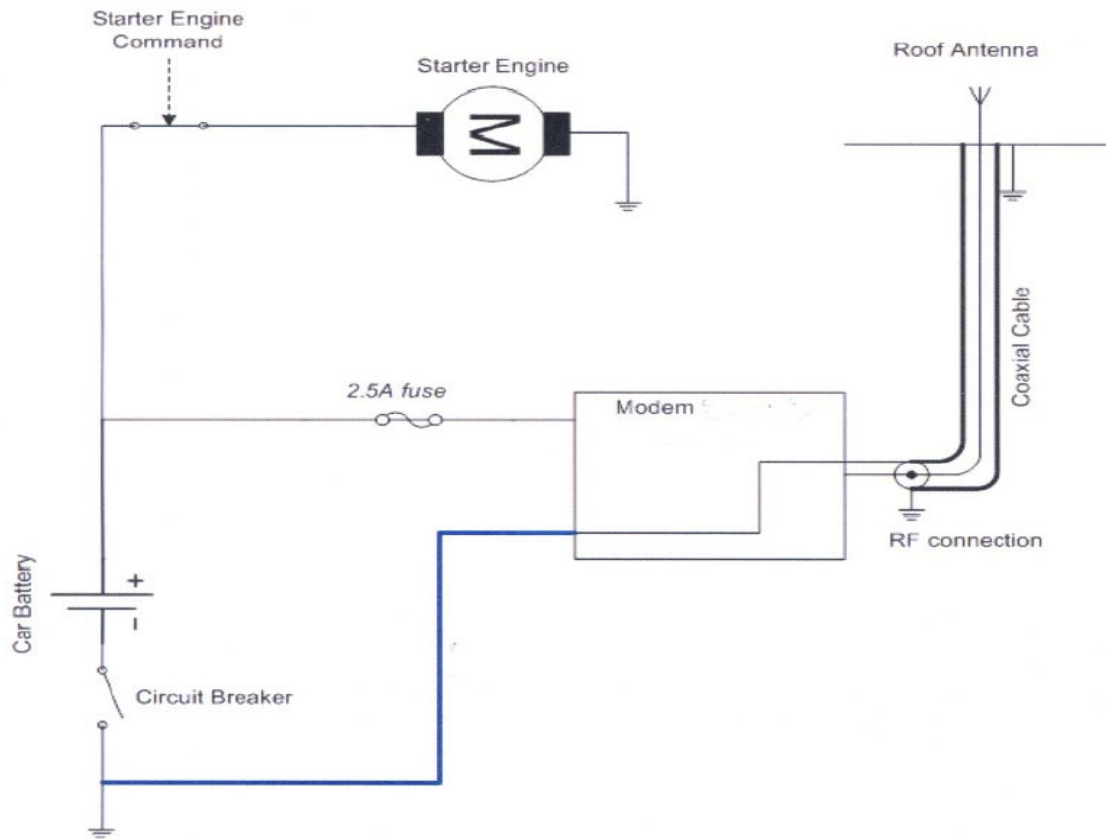 Starter Engine
Command
Starter Engine
M
Roof Antenna
Coaxial Cable
2.5A fuse
Modem
RF connection
Car Battery
+
-
Circuit Breaker